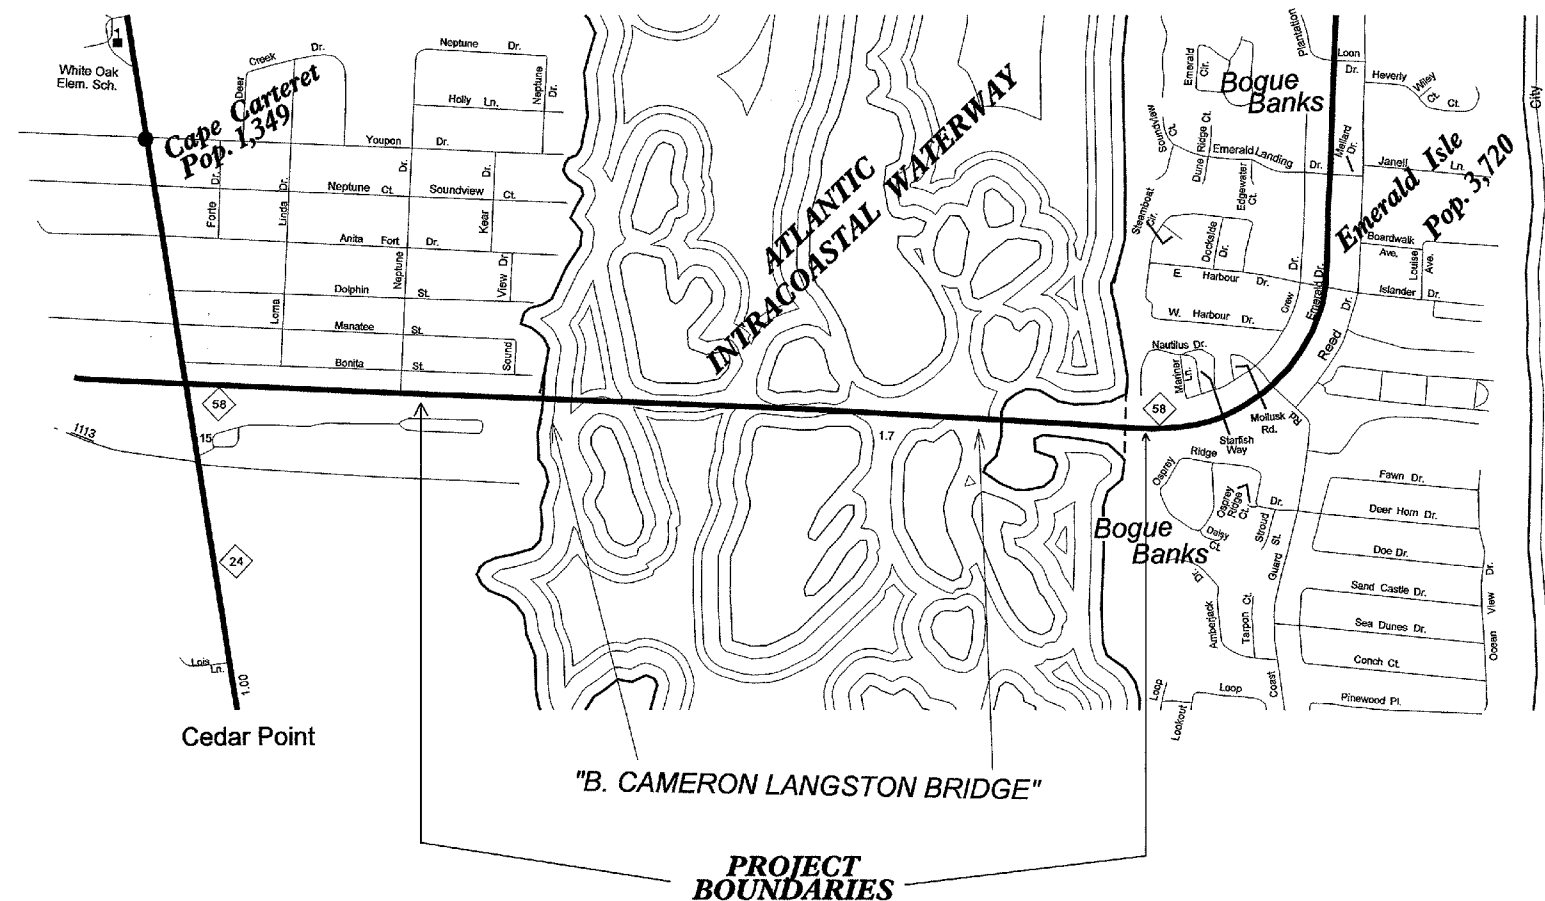 1
White Oak
Elem. Sch.
Creek Dr.
Deer
Neptune Dr.
Neptune Dr.
Holly Ln.
Cape Carteret
Pop. 1,349
Youpon Dr.
Forte Dr.
Linda Dr.
Neptune Ct.
Soundview Ct.
Neptune Dr.
Kear Dr.
Anita Fort Dr.
View Dr.
Dolphin St.
Loma
Manatee St.
Bonita St.
Sound
58
1113
15
24
Lois Ln.
1.00
Cedar Point
ATLANTIC
INTRACOASTAL WATERWAY
1.7
Plantation
Loon Dr.
Emerald Cir.
Bogue
Banks
Heverly Ct.
Wiley Ct.
City
Soundview Ct.
Dune Ridge Ct.
Emerald Landing Dr.
Mallard Dr.
Janell Ln.
Edgewater Ct.
Emerald Isle
Pop. 3,720
Steamboat Cir.
Dockside Dr.
Boardwalk
Ave.
Louise Ave.
E. Harbour Dr.
Crew Dr.
Emerald Dr.
Islander Dr.
W. Harbour Dr.
Reed Dr.
Nautilus Dr.
Mariner Ln.
58
Mollusk
Rd.
Rd.
Starfish
Way
Osprey Ridge Dr.
Osprey
Ridge
Ct.
Daisy
Ct.
Stroud St.
Bogue
Banks
Fawn Dr.
Deer Horn Dr.
Doe Dr.
Sand Castle Dr.
Sea Dunes Dr.
Conch Ct.
Pinewood Pl.
Ocean View Dr.
Coast Guard
Amberjack Dr.
Tarpon Ct.
Loop
Loop
Lookout
"B. CAMERON LANGSTON BRIDGE"
PROJECT
BOUNDARIES